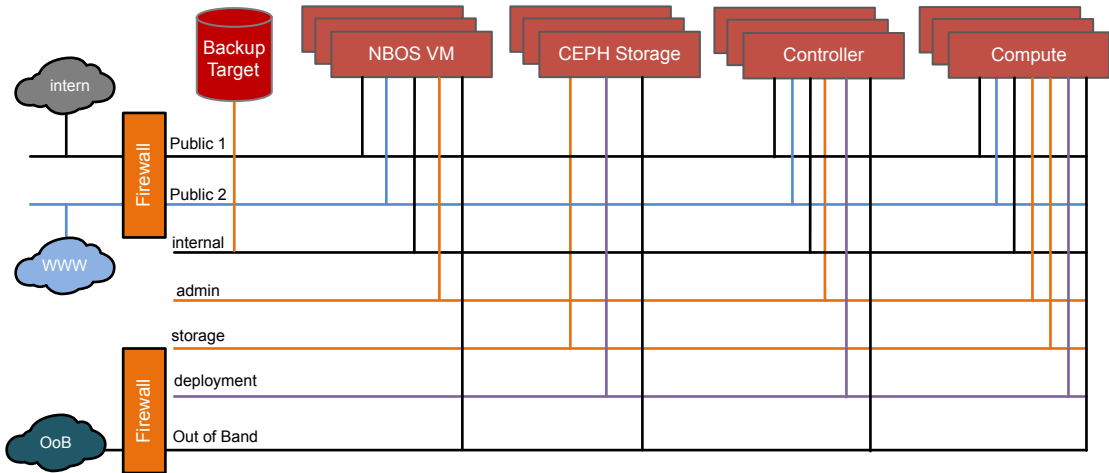 Backup
Target
NBOS VM
CEPH Storage
Controller
Compute
intern
Firewall
Public 1
Public 2
WWW
internal
admin
storage
deployment
Firewall
OoB
Out of Band